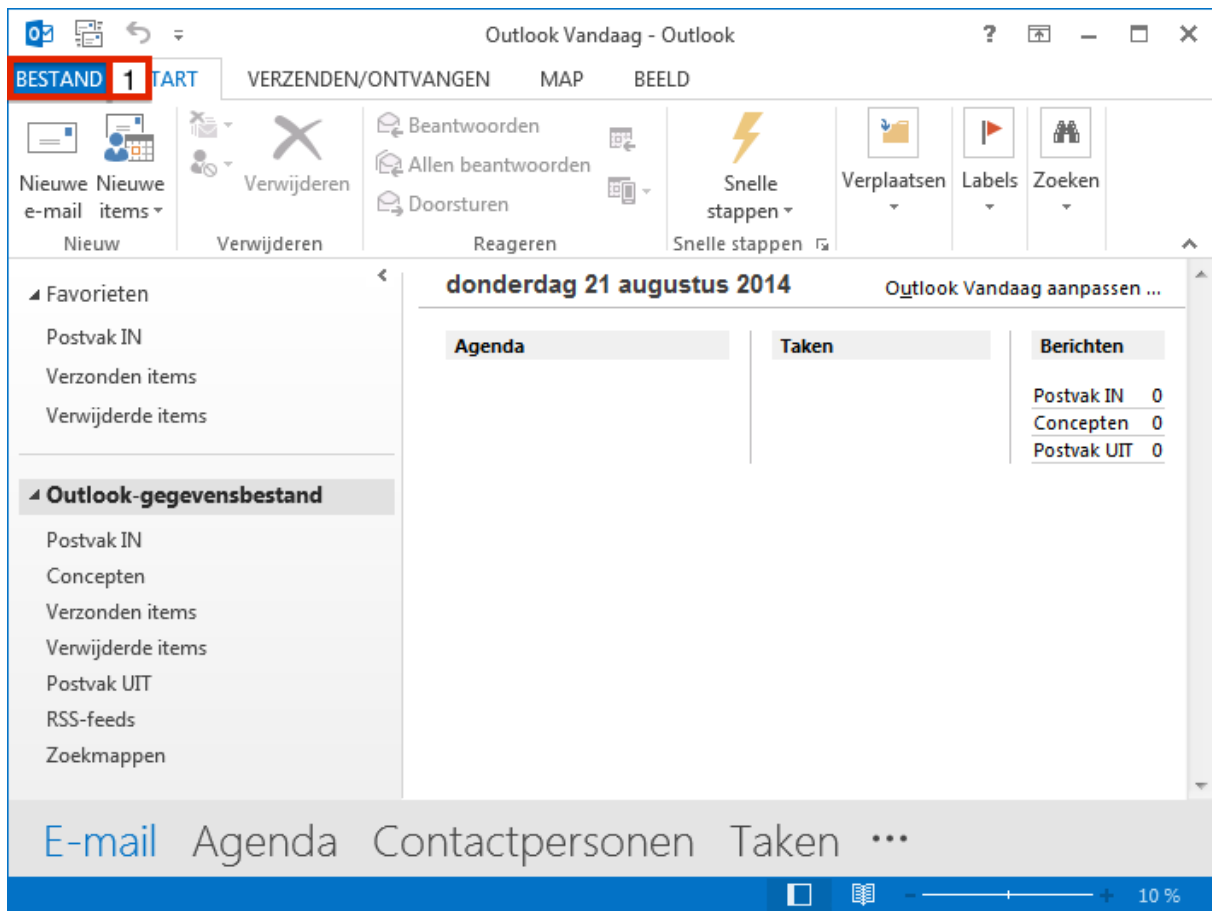 Outlook Vandaag - Outlook
BESTAND 1 TART VERZENDEN/ONTVANGEN MAP BEELD
Nieuwe e-mail
Nieuwe items
Nieuw
Verwijderen
Verwijderen
Beantwoorden
Allen beantwoorden
Doorsturen
Reageren
Snelle stappen
Snelle stappen
Verplaatsen
Labels
Zoeken
Favorieten
Postvak IN
Verzonden items
Verwijderde items
Outlook-gegevensbestand
Postvak IN
Concepten
Verzonden items
Verwijderde items
Postvak UIT
RSS-feeds
Zoekmappen
donderdag 21 augustus 2014
Outlook Vandaag aanpassen ...
Agenda
Taken
Berichten
Postvak IN 0
Concepten 0
Postvak UIT 0
E-mail Agenda Contactpersonen Taken ...
10 %